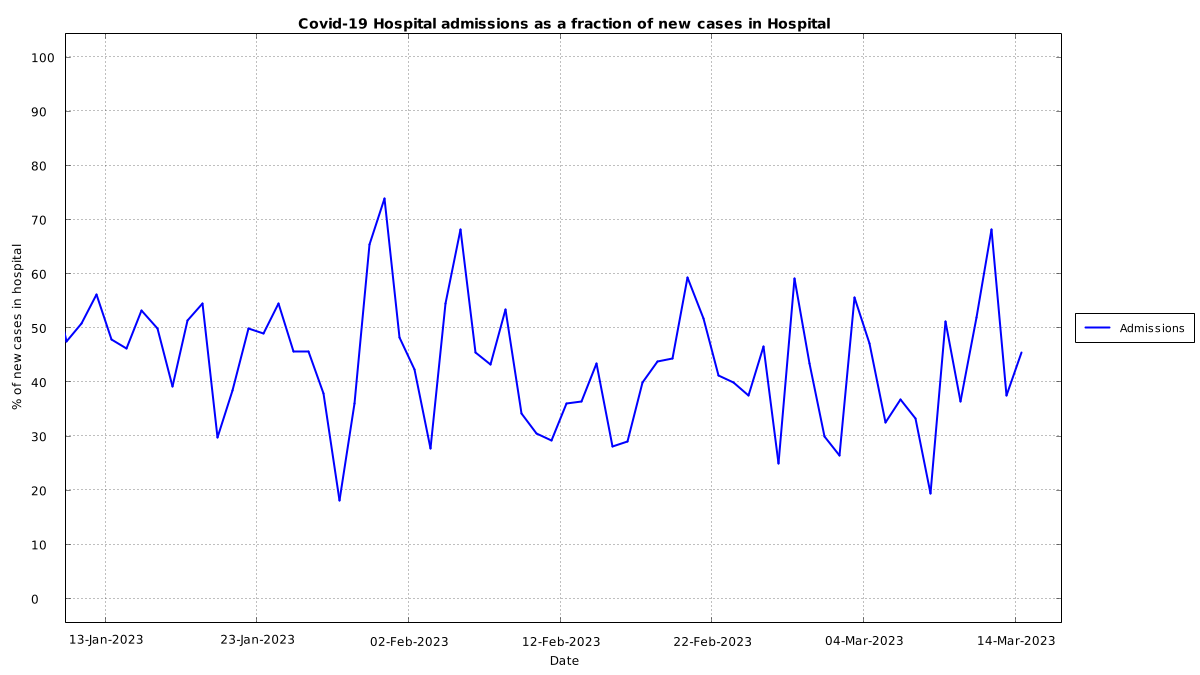 Covid-19 Hospital admissions as a fraction of new cases in Hospital
100
90
80
70
60
50
40
30
20
10
0
% of new cases in hospital
13-Jan-2023
23-Jan-2023
02-Feb-2023
12-Feb-2023
22-Feb-2023
04-Mar-2023
14-Mar-2023
Date
Admissions